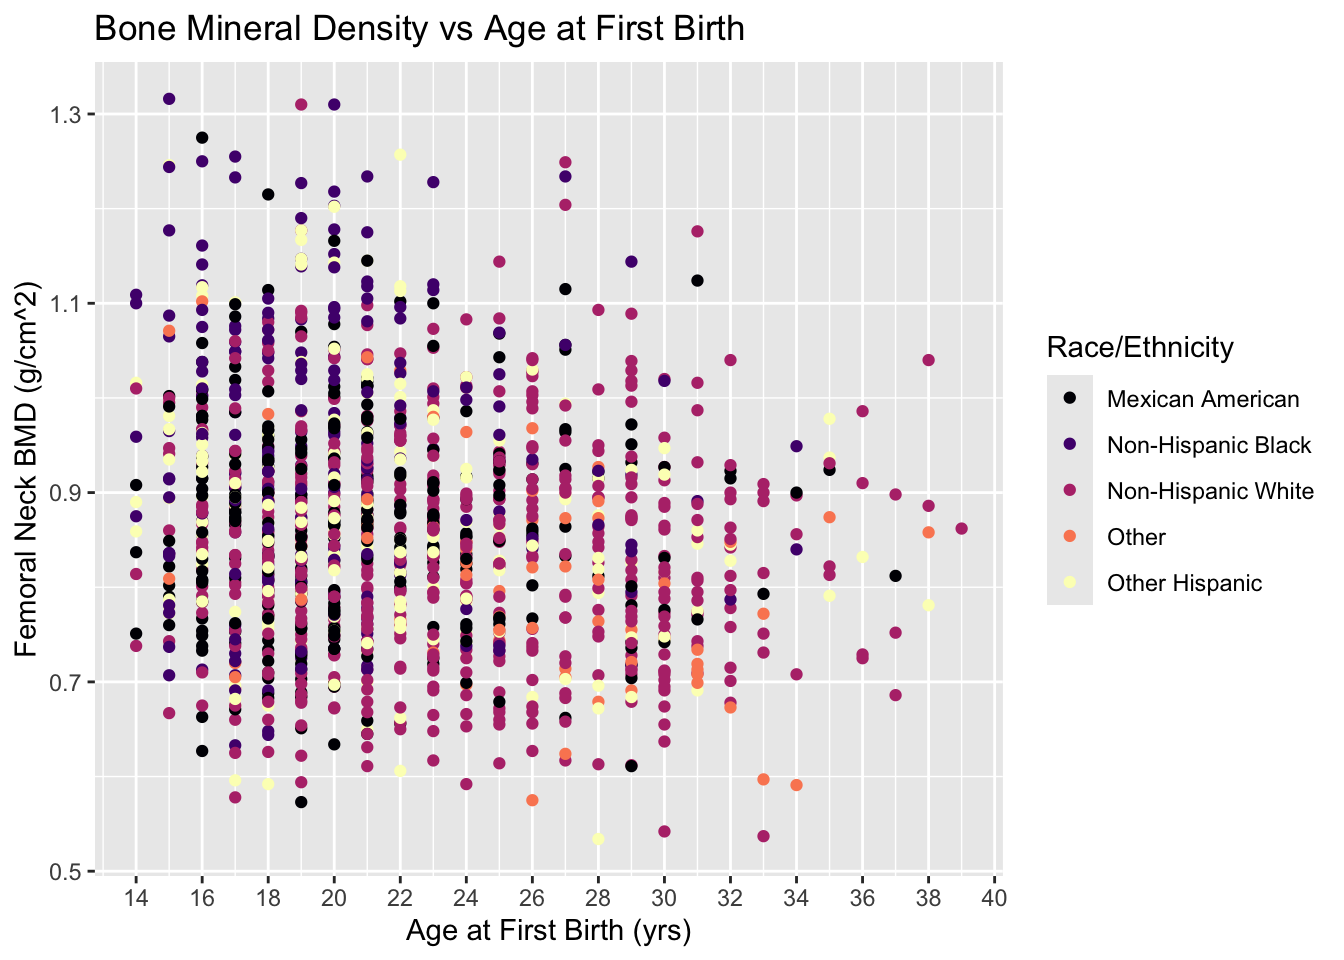 Bone Mineral Density vs Age at First Birth
Femoral Neck BMD (g/cm^2)
1.3
1.1
0.9
0.7
0.5
14 16 18 20 22 24 26 28 30 32 34 36 38 40
Age at First Birth (yrs)
Race/Ethnicity
Mexican American
Non-Hispanic Black
Non-Hispanic White
Other
Other Hispanic